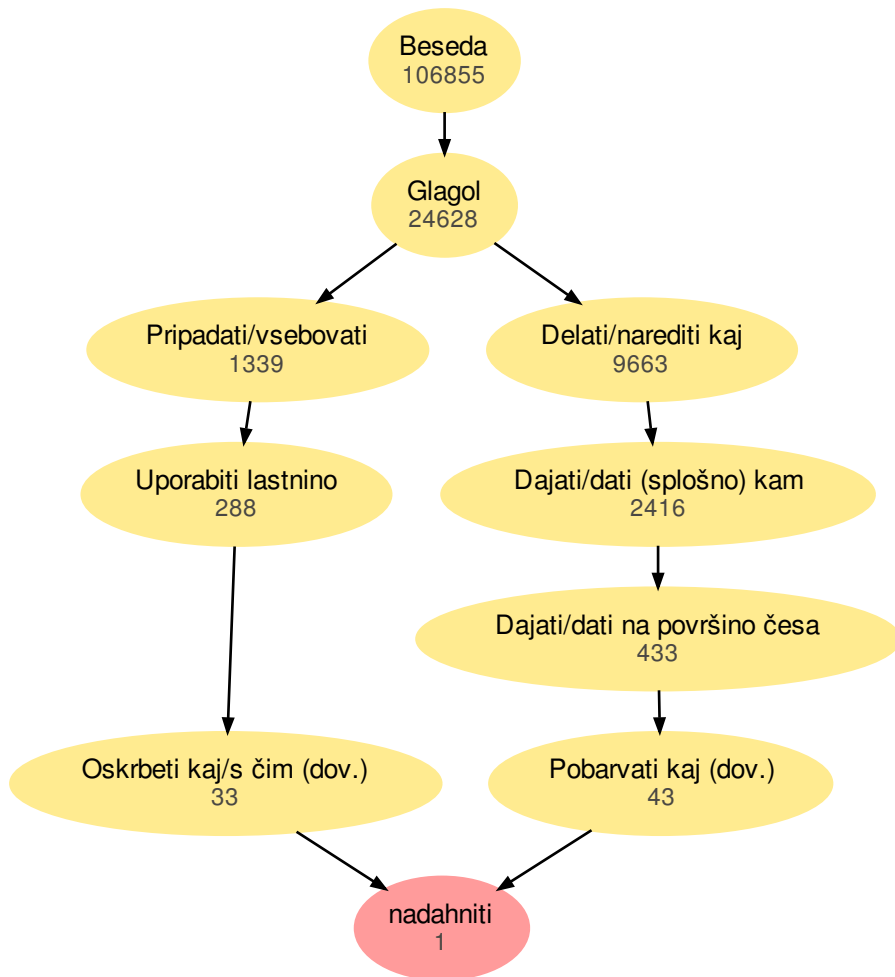 Beseda
106855
Glagol
24628
Pripadati/vsebovati
1339
Delati/narediti kaj
9663
Uporabiti lastnino
288
Dajati/dati (splošno) kam
2416
Dajati/dati na površino česa
433
Oskrbeti kaj/s čim (dov.)
33
Pobarvati kaj (dov.)
43
nadahniti
1